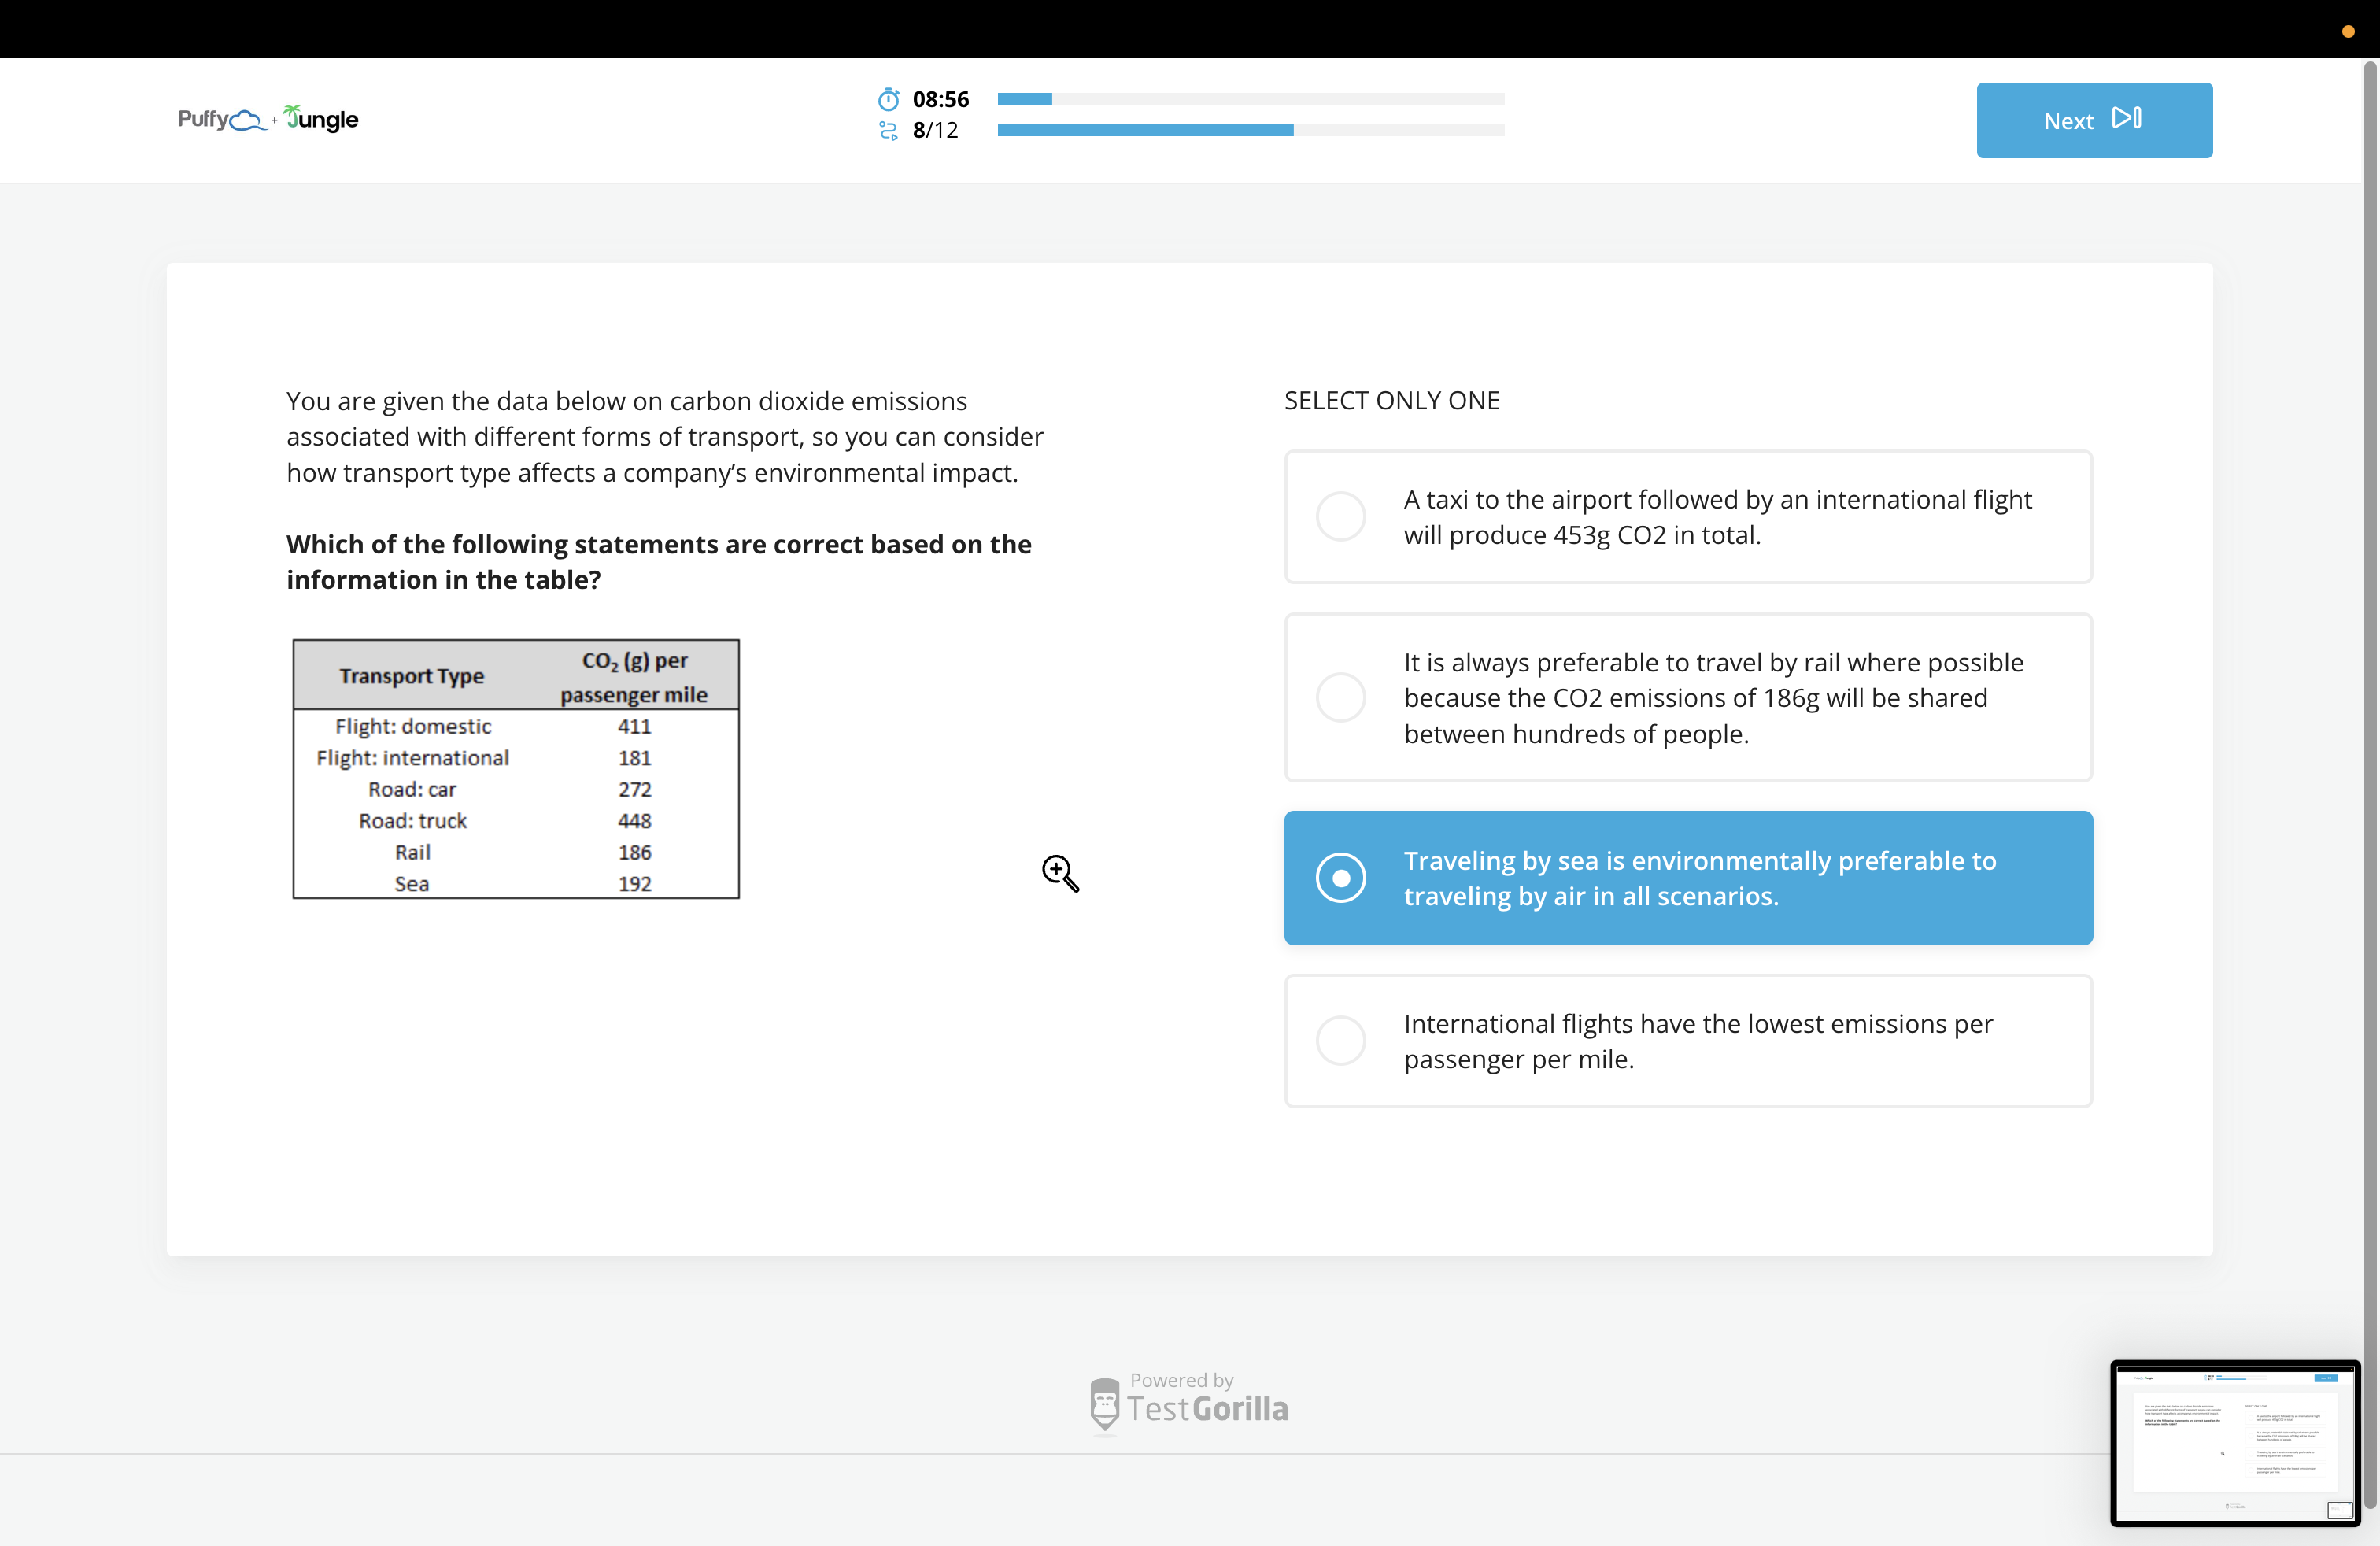 Puffy + Jungle
08:56
8/12
Next
You are given the data below on carbon dioxide emissions
associated with different forms of transport, so you can consider
how transport type affects a company’s environmental impact.
Which of the following statements are correct based on the
information in the table?
Transport Type CO₂ (g) per passenger mile
Flight: domestic 411
Flight: international 181
Road: car 272
Road: truck 448
Rail 186
Sea 192
SELECT ONLY ONE
A taxi to the airport followed by an international flight
will produce 453g CO2 in total.
It is always preferable to travel by rail where possible
because the CO2 emissions of 186g will be shared
between hundreds of people.
Traveling by sea is environmentally preferable to
traveling by air in all scenarios.
International flights have the lowest emissions per
passenger per mile.
Powered by
TestGorilla